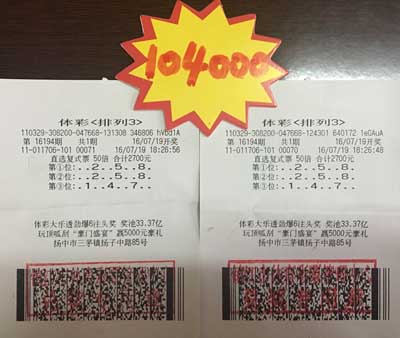 104000
体彩<排列3>
110329-308200-047668-131308 346806 hVbd1A
第 16194期 共1期 16/07/19开奖
11-011706-101 00071 16/07/19 18:26:56
直选复式票 50倍 合计2700元
第①位:..2..5..8..
第②位:..2..5..8..
第③位:..1..4..7..
体彩大乐透劲爆6注头奖 奖池33.37亿
玩顶呱刮“豪门盛宴”赢5000元豪礼
扬中市三茅镇扬子中路85号
体彩<排列3>
110329-308200-047668-124301 640172 1eGAuA
第 16194期 共1期 16/07/19开奖
11-011706-101 00070 16/07/19 18:26:48
直选复式票 50倍 合计2700元
第①位:..2..5..8..
第②位:..2..5..8..
第③位:..1..4..7..
体彩大乐透劲爆6注头奖 奖池33.37亿
玩顶呱刮“豪门盛宴”赢5000元豪礼
扬中市三茅镇扬子中路85号